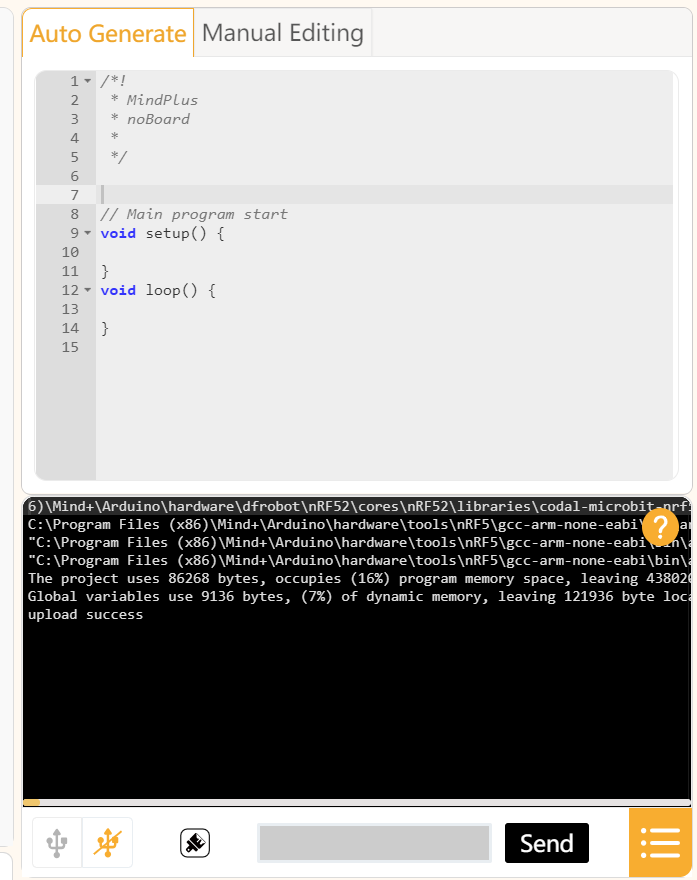 Auto Generate Manual Editing
1 /*!
2 * MindPlus
3 * noBoard
4 *
5 */
6
7
8 // Main program start
9 void setup() {
10
11 }
12 void loop() {
13
14 }
15
6)\Mind+\Arduino\hardware\dfrobot\nRF52\cores\nRF52\libraries\codal-microbit-nrf5
C:\Program Files (x86)\Mind+\Arduino\hardware\tools\nRF5\gcc-arm-none-eabi\
"C:\Program Files (x86)\Mind+\Arduino\hardware\tools\nRF5\gcc-arm-none-eabi\bin\a
"C:\Program Files (x86)\Mind+\Arduino\hardware\tools\nRF5\gcc-arm-none-eabi\bin\a
The project uses 86268 bytes, occupies (16%) program memory space, leaving 438020
Global variables use 9136 bytes, (7%) of dynamic memory, leaving 121936 byte loca
upload success
?
Send